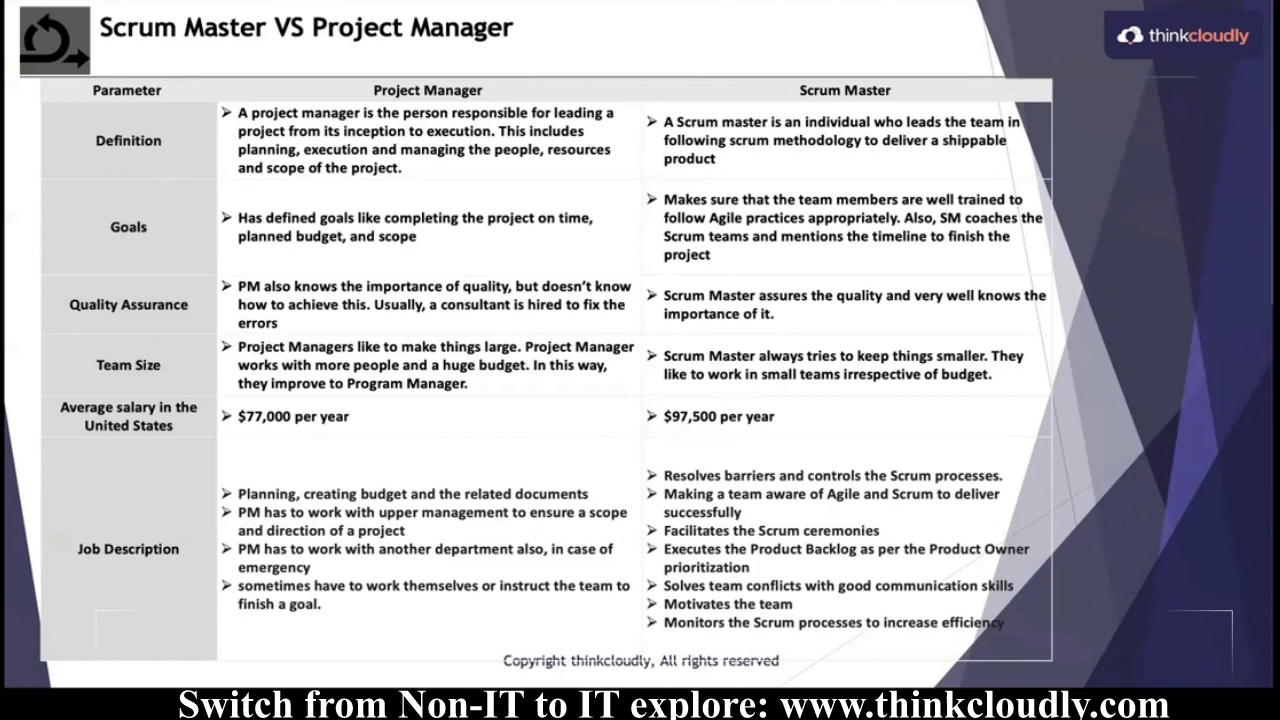 Scrum Master VS Project Manager
thinkcloudly
Parameter
Project Manager
Scrum Master
Definition
➢ A project manager is the person responsible for leading a
project from its inception to execution. This includes
planning, execution and managing the people, resources
and scope of the project.
➢ A Scrum master is an individual who leads the team in
following scrum methodology to deliver a shippable
product
Goals
➢ Has defined goals like completing the project on time,
planned budget, and scope
➢ Makes sure that the team members are well trained to
follow Agile practices appropriately. Also, SM coaches the
Scrum teams and mentions the timeline to finish the
project
Quality Assurance
➢ PM also knows the importance of quality, but doesn't know
how to achieve this. Usually, a consultant is hired to fix the
errors
➢ Scrum Master assures the quality and very well knows the
importance of it.
Team Size
➢ Project Managers like to make things large. Project Manager
works with more people and a huge budget. In this way,
they improve to Program Manager.
➢ Scrum Master always tries to keep things smaller. They
like to work in small teams irrespective of budget.
Average salary in the
United States
➢ $77,000 per year
➢ $97,500 per year
Job Description
➢ Planning, creating budget and the related documents
➢ PM has to work with upper management to ensure a scope
and direction of a project
➢ PM has to work with another department also, in case of
emergency
➢ sometimes have to work themselves or instruct the team to
finish a goal.
➢ Resolves barriers and controls the Scrum processes.
➢ Making a team aware of Agile and Scrum to deliver
successfully
➢ Facilitates the Scrum ceremonies
➢ Executes the Product Backlog as per the Product Owner
prioritization
➢ Solves team conflicts with good communication skills
➢ Motivates the team
➢ Monitors the Scrum processes to increase efficiency
Copyright thinkcloudly, All rights reserved
Switch from Non-IT to IT explore: www.thinkcloudly.com